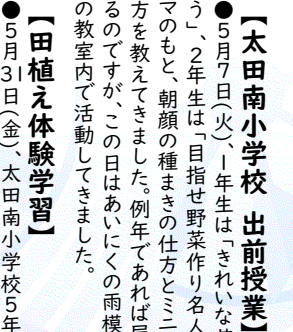 【太田南小学校 出前授業】
●5月7日(火)、1年生は「きれいな
う」、2年生は「目指せ野菜作り名人
マのもと、朝顔の種まきの仕方とミニ
方を教えてきました。例年であれば
るのですが、この日はあいにくの雨模
の教室内で活動してきました。
【田植え体験学習】
●5月31日(金)、太田南小学校5年